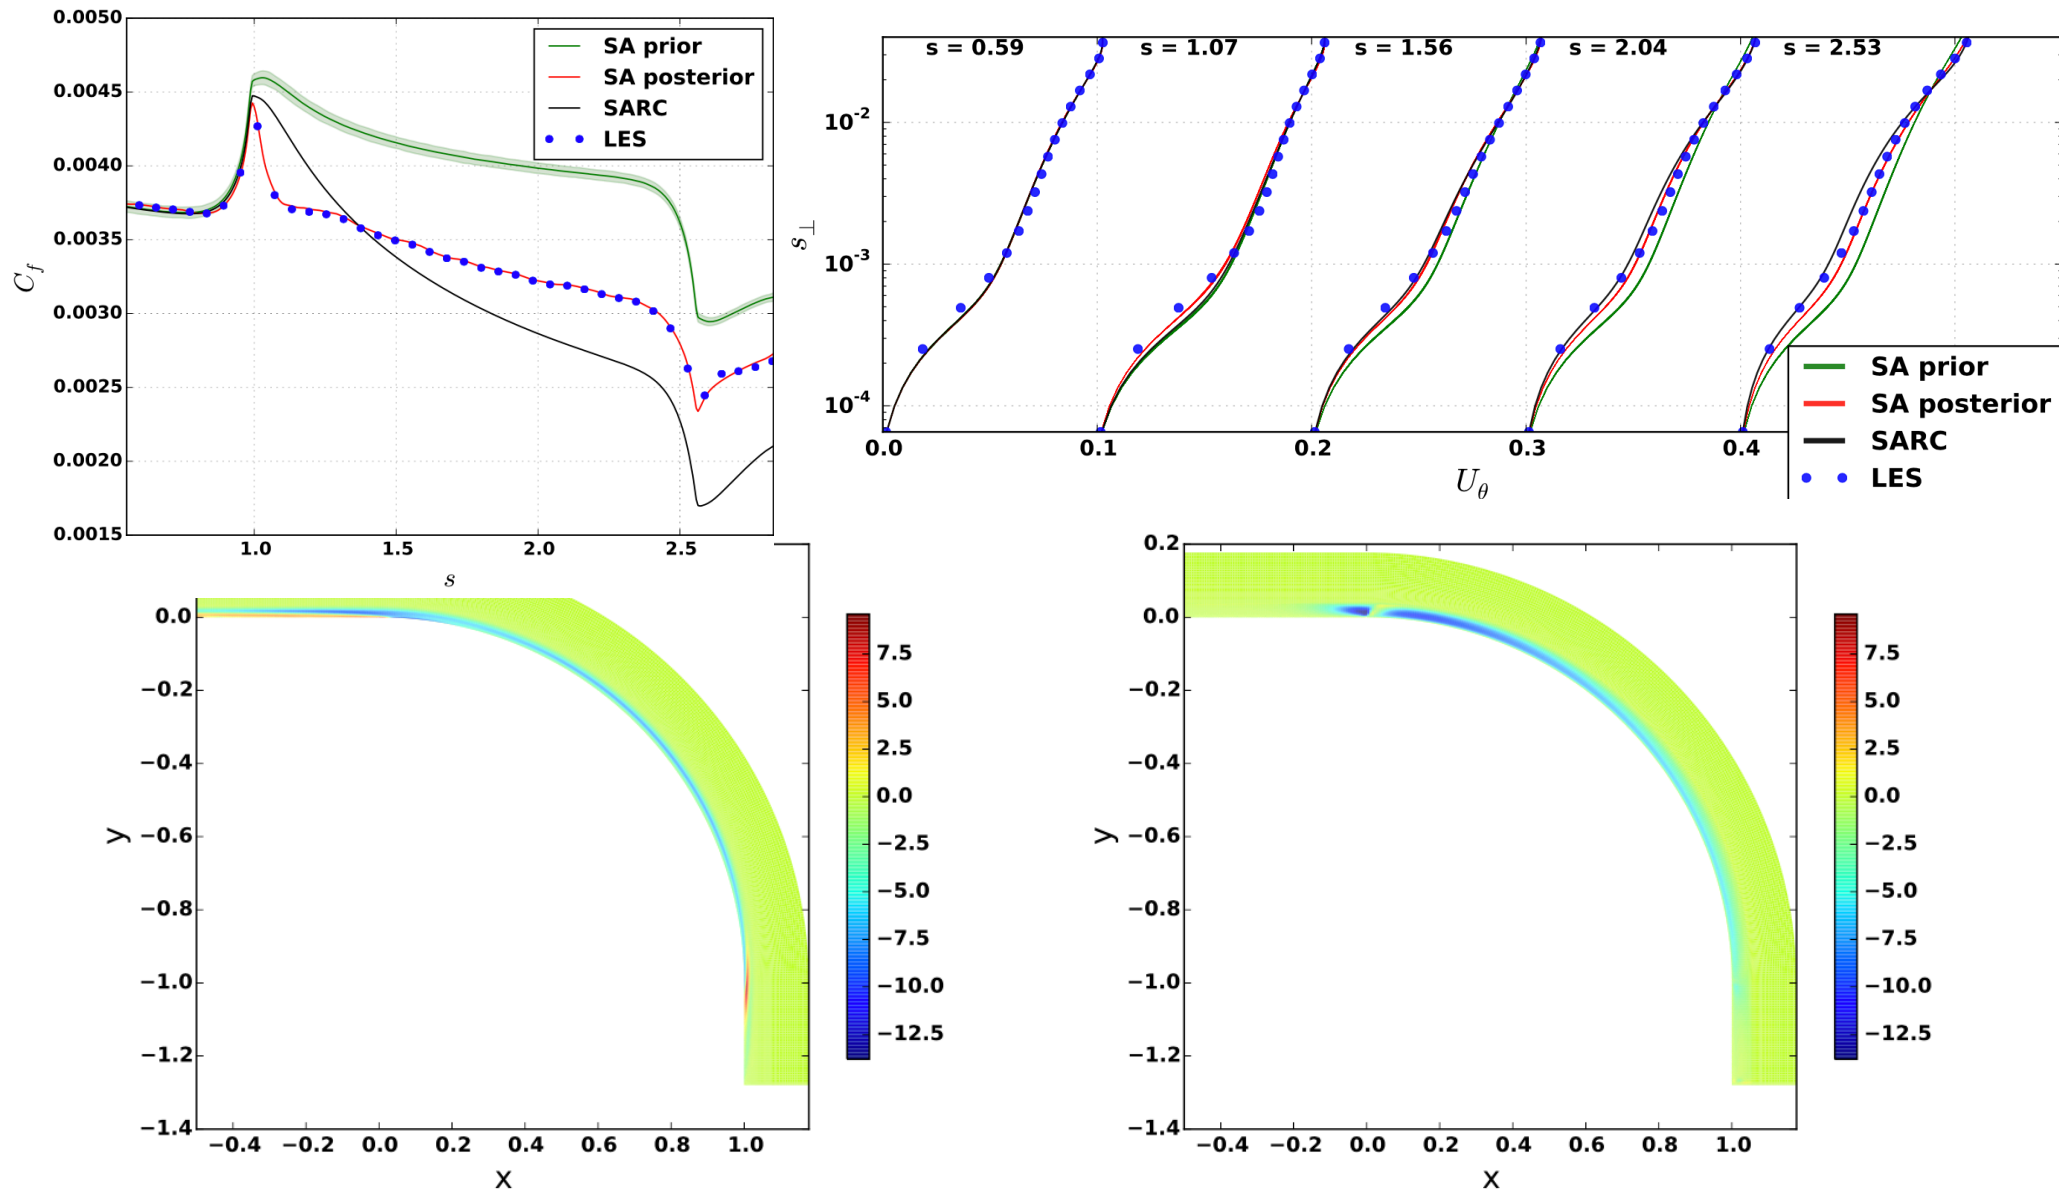 0.0050
0.0045
0.0040
0.0035
0.0030
0.0025
0.0020
0.0015
C_f
1.0 1.5 2.0 2.5
s
SA prior
SA posterior
SARC
LES
s = 0.59 s = 1.07 s = 1.56 s = 2.04 s = 2.53
10^-2
10^-3
10^-4
s_⊥
0.0 0.1 0.2 0.3 0.4
U_θ
SA prior
SA posterior
SARC
LES
0.0
−0.2
−0.4
−0.6
−0.8
−1.0
−1.2
−1.4
y
−0.4 −0.2 0.0 0.2 0.4 0.6 0.8 1.0
x
7.5
5.0
2.5
0.0
−2.5
−5.0
−7.5
−10.0
−12.5
0.2
0.0
−0.2
−0.4
−0.6
−0.8
−1.0
−1.2
−1.4
y
−0.4 −0.2 0.0 0.2 0.4 0.6 0.8 1.0
x
7.5
5.0
2.5
0.0
−2.5
−5.0
−7.5
−10.0
−12.5